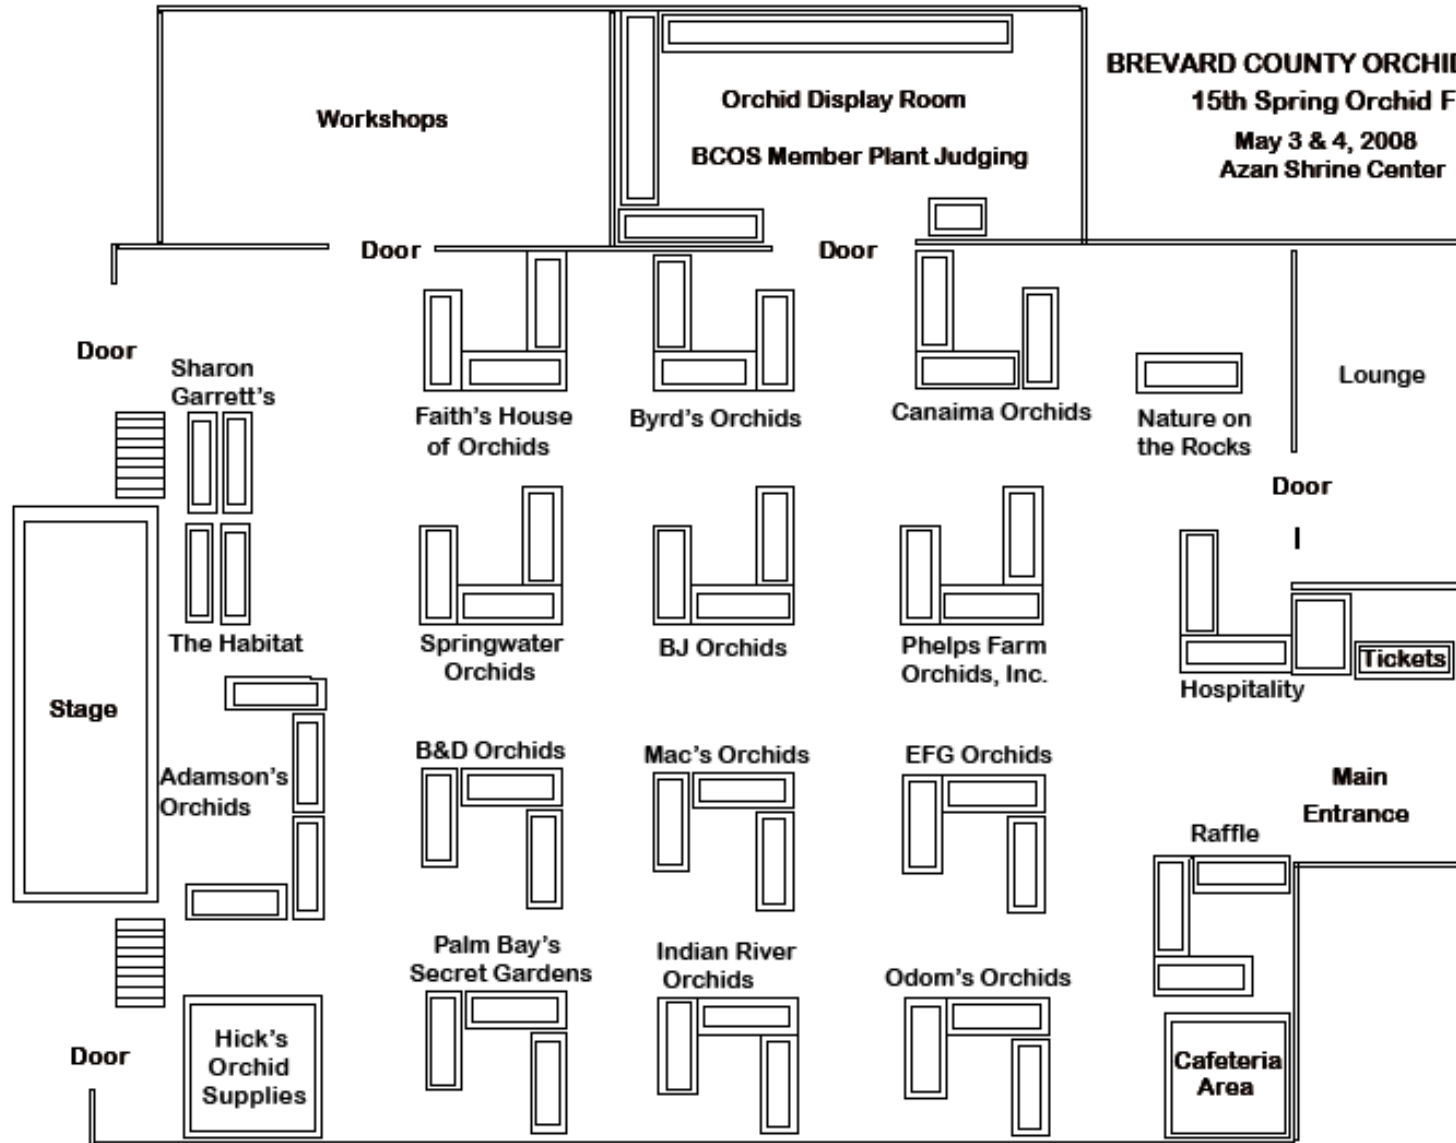 BREVARD COUNTY ORCHID
15th Spring Orchid F
May 3 & 4, 2008
Azan Shrine Center
Workshops
Orchid Display Room
BCOS Member Plant Judging
Door
Door
Door
Sharon
Garrett's
Faith's House
of Orchids
Byrd's Orchids
Canaima Orchids
Nature on
the Rocks
Lounge
Door
The Habitat
Springwater
Orchids
BJ Orchids
Phelps Farm
Orchids, Inc.
Hospitality
Tickets
Stage
Adamson's
Orchids
B&D Orchids
Mac's Orchids
EFG Orchids
Main
Entrance
Raffle
Palm Bay's
Secret Gardens
Indian River
Orchids
Odom's Orchids
Door
Hick's
Orchid
Supplies
Cafeteria
Area